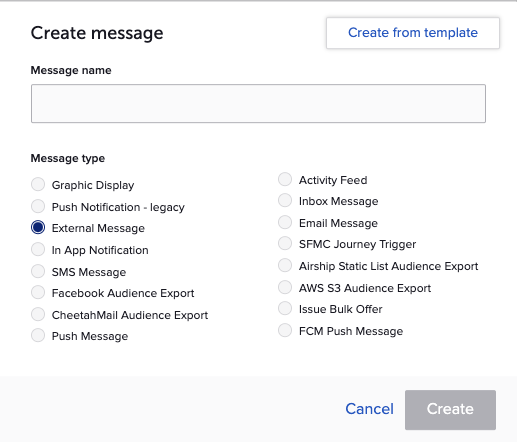 Create message
Create from template
Message name
Message type
Graphic Display
Push Notification - legacy
External Message
In App Notification
SMS Message
Facebook Audience Export
CheetahMail Audience Export
Push Message
Activity Feed
Inbox Message
Email Message
SFMC Journey Trigger
Airship Static List Audience Export
AWS S3 Audience Export
Issue Bulk Offer
FCM Push Message
Cancel
Create